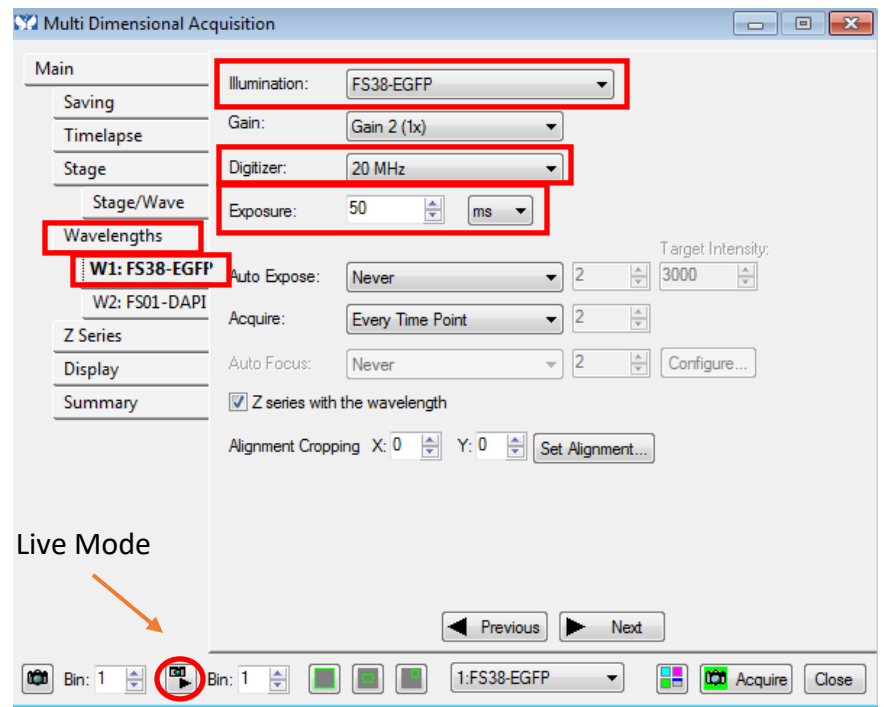 Multi Dimensional Acquisition
Main
Saving
Timelapse
Stage
Stage/Wave
Wavelengths
W1: FS38-EGFP
W2: FS01-DAPI
Z Series
Display
Summary
Illumination: FS38-EGFP
Gain: Gain 2 (1x)
Digitizer: 20 MHz
Exposure: 50 ms
Target Intensity:
Auto Expose: Never 2 3000
Acquire: Every Time Point 2
Auto Focus: Never 2 Configure...
Z series with the wavelength
Alignment Cropping X: 0 Y: 0 Set Alignment...
Live Mode
Previous Next
Bin: 1 Bin: 1 1:FS38-EGFP Acquire Close